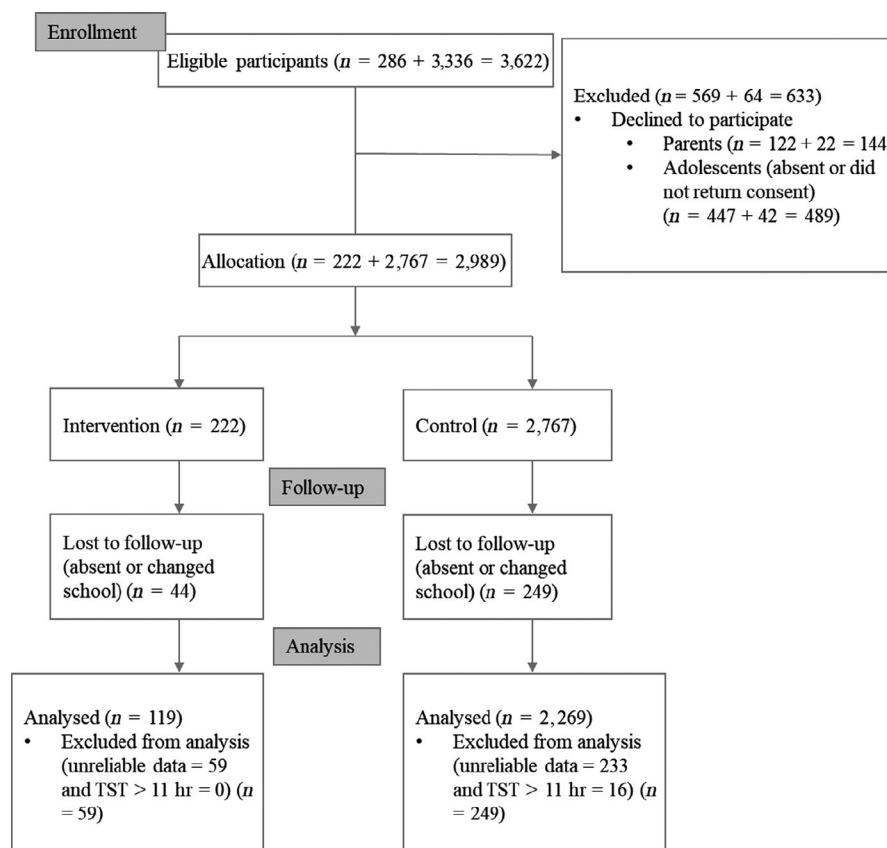 Enrollment
Eligible participants (n = 286 + 3,336 = 3,622)
Excluded (n = 569 + 64 = 633)
• Declined to participate
• Parents (n = 122 + 22 = 144
• Adolescents (absent or did
not return consent)
(n = 447 + 42 = 489)
Allocation (n = 222 + 2,767 = 2,989)
Intervention (n = 222)
Control (n = 2,767)
Follow-up
Lost to follow-up
(absent or changed
school) (n = 44)
Lost to follow-up
(absent or changed
school) (n = 249)
Analysis
Analysed (n = 119)
• Excluded from analysis
(unreliable data = 59
and TST > 11 hr = 0) (n
= 59)
Analysed (n = 2,269)
• Excluded from analysis
(unreliable data = 233
and TST > 11 hr = 16) (n
= 249)